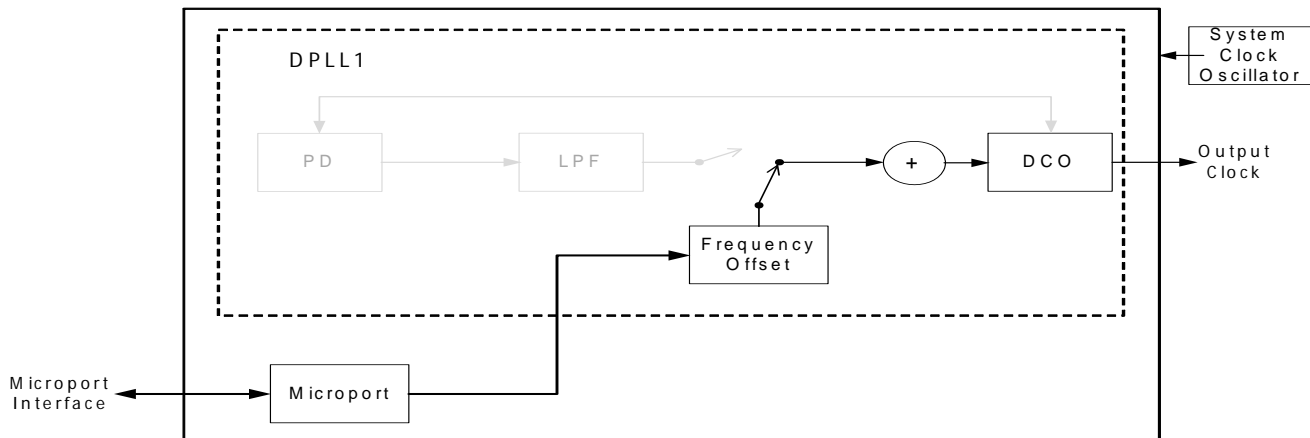 System
Clock
Oscillator
DPLL1
PD
LPF
+
DCO
Output
Clock
Frequency
Offset
Microport
Interface
Microport